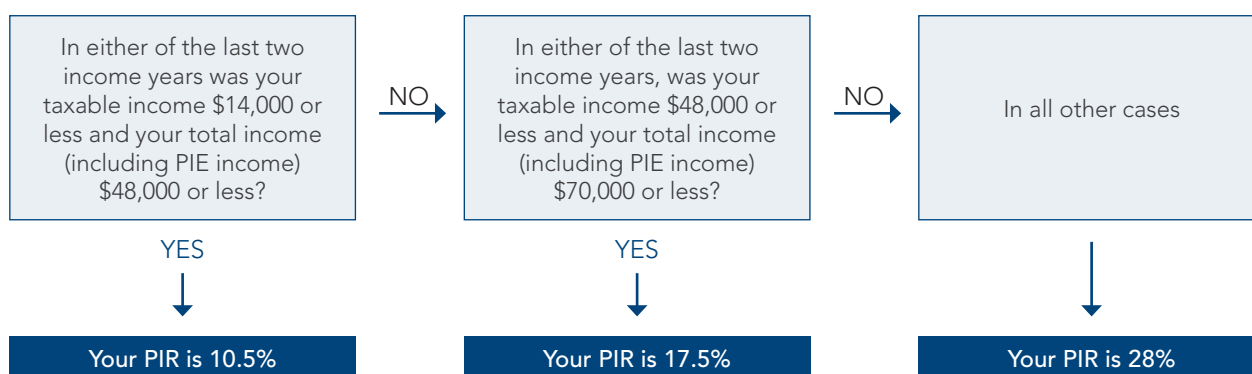 In either of the last two
income years was your
taxable income $14,000 or
less and your total income
(including PIE income)
$48,000 or less?
NO
In either of the last two
income years, was your
taxable income $48,000 or
less and your total income
(including PIE income)
$70,000 or less?
NO
In all other cases
YES
YES
Your PIR is 10.5%
Your PIR is 17.5%
Your PIR is 28%